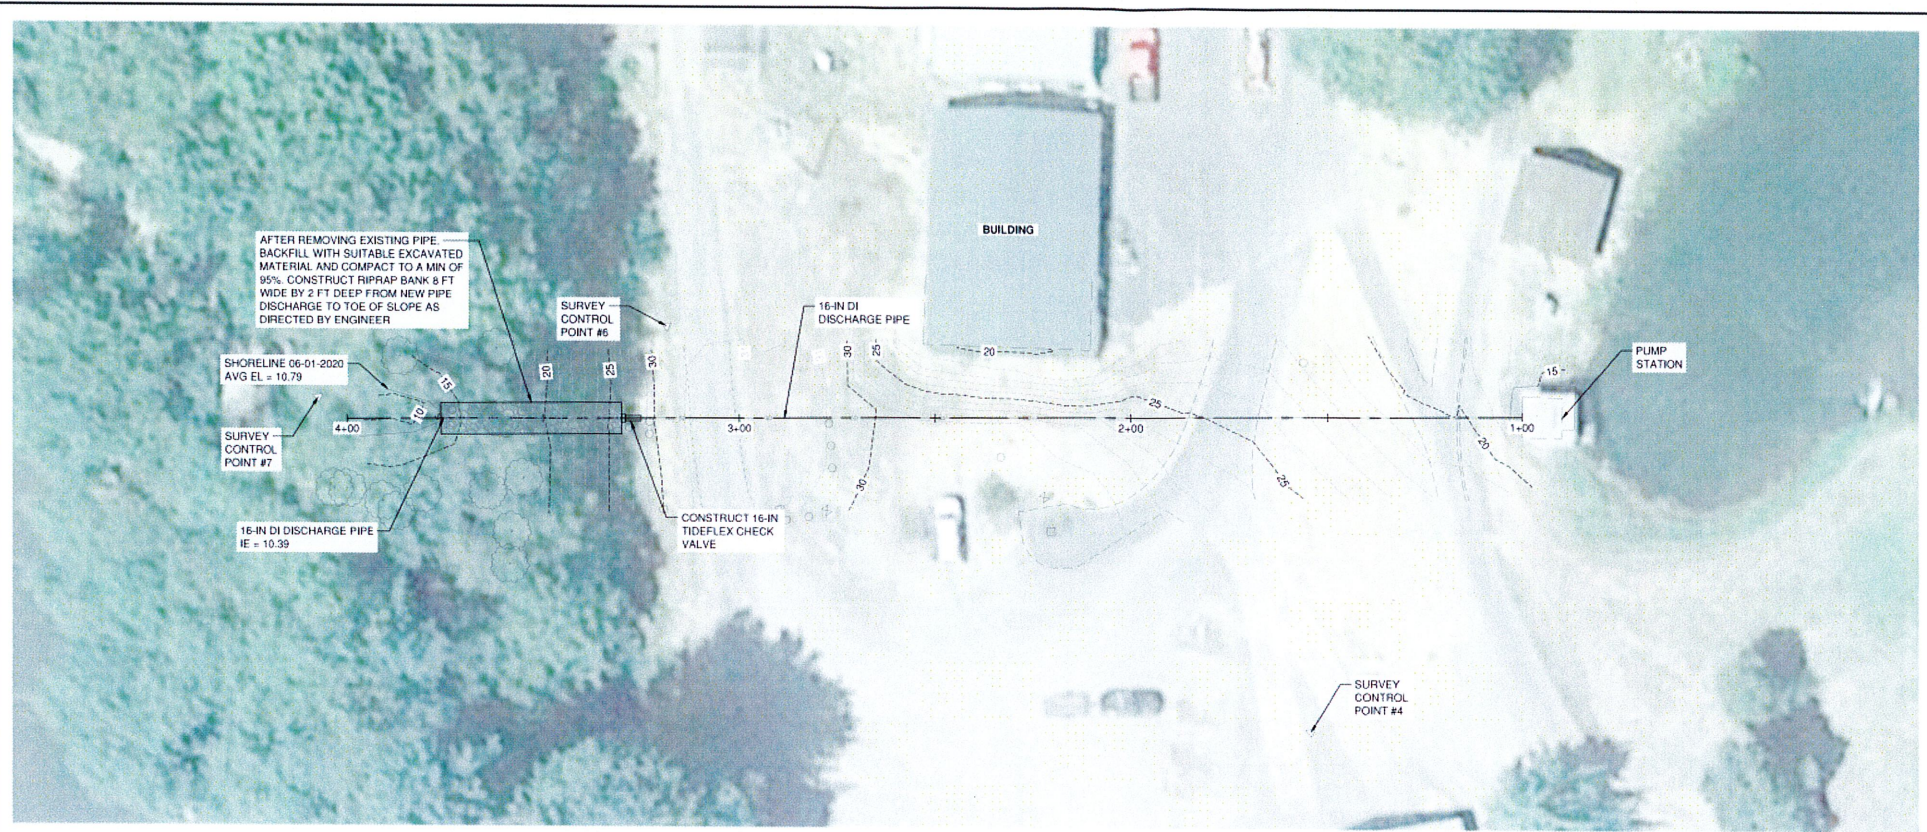 BUILDING
AFTER REMOVING EXISTING PIPE,
BACKFILL WITH SUITABLE EXCAVATED
MATERIAL AND COMPACT TO A MIN OF
95%. CONSTRUCT RIPRAP BANK 8 FT
WIDE BY 2 FT DEEP FROM NEW PIPE
DISCHARGE TO TOE OF SLOPE AS
DIRECTED BY ENGINEER
SURVEY
CONTROL
POINT #6
16-IN DI
DISCHARGE PIPE
SHORELINE 06-01-2020
AVG EL = 10.79
PUMP
STATION
15
20
25
30
30
25
20
15
10
25
4+00
3+00
2+00
1+00
SURVEY
CONTROL
POINT #7
20
30
25
16-IN DI DISCHARGE PIPE
IE = 10.39
CONSTRUCT 16-IN
TIDEFLEX CHECK
VALVE
SURVEY
CONTROL
POINT #4